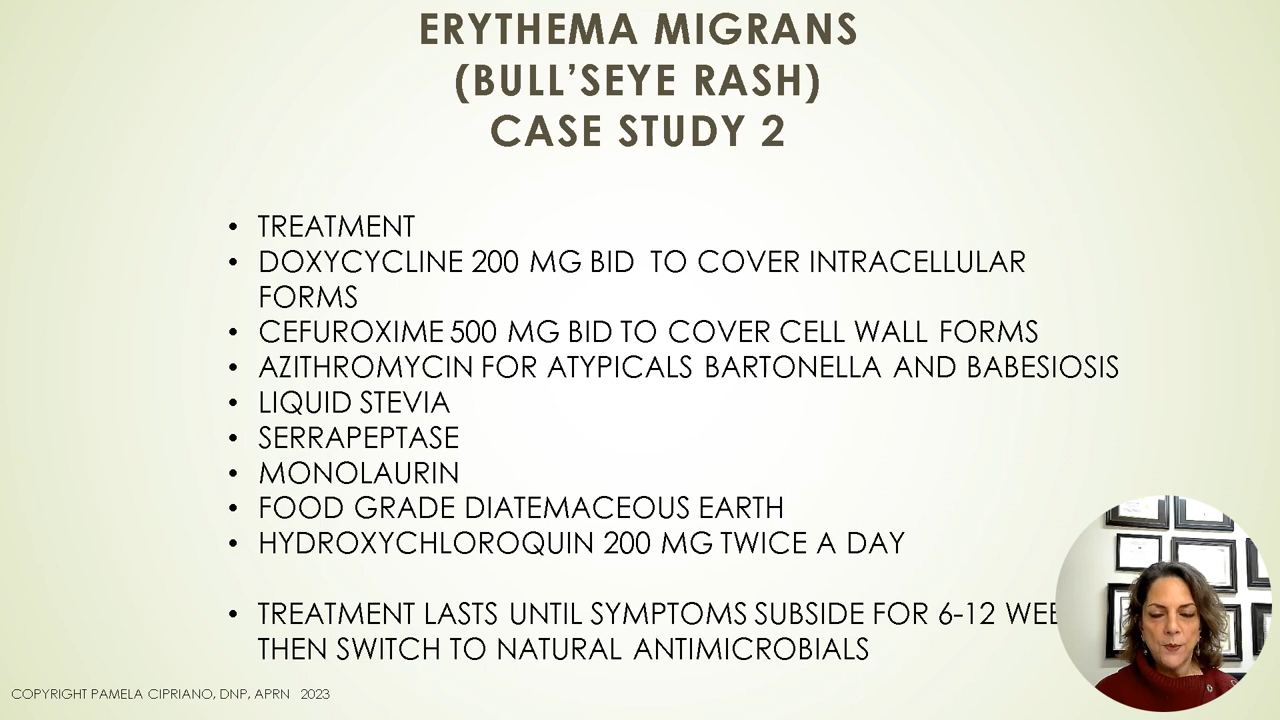 ERYTHEMA MIGRANS
(BULL'SEYE RASH)
CASE STUDY 2
• TREATMENT
• DOXYCYCLINE 200 MG BID TO COVER INTRACELLULAR
FORMS
• CEFUROXIME 500 MG BID TO COVER CELL WALL FORMS
• AZITHROMYCIN FOR ATYPICALS BARTONELLA AND BABESIOSIS
• LIQUID STEVIA
• SERRAPEPTASE
• MONOLAURIN
• FOOD GRADE DIATEMACEOUS EARTH
• HYDROXYCHLOROQUIN 200 MG TWICE A DAY
• TREATMENT LASTS UNTIL SYMPTOMS SUBSIDE FOR 6-12
THEN SWITCH TO NATURAL ANTIMICROBIALS
COPYRIGHT PAMELA CIPRIANO, DNP, APRN 2023